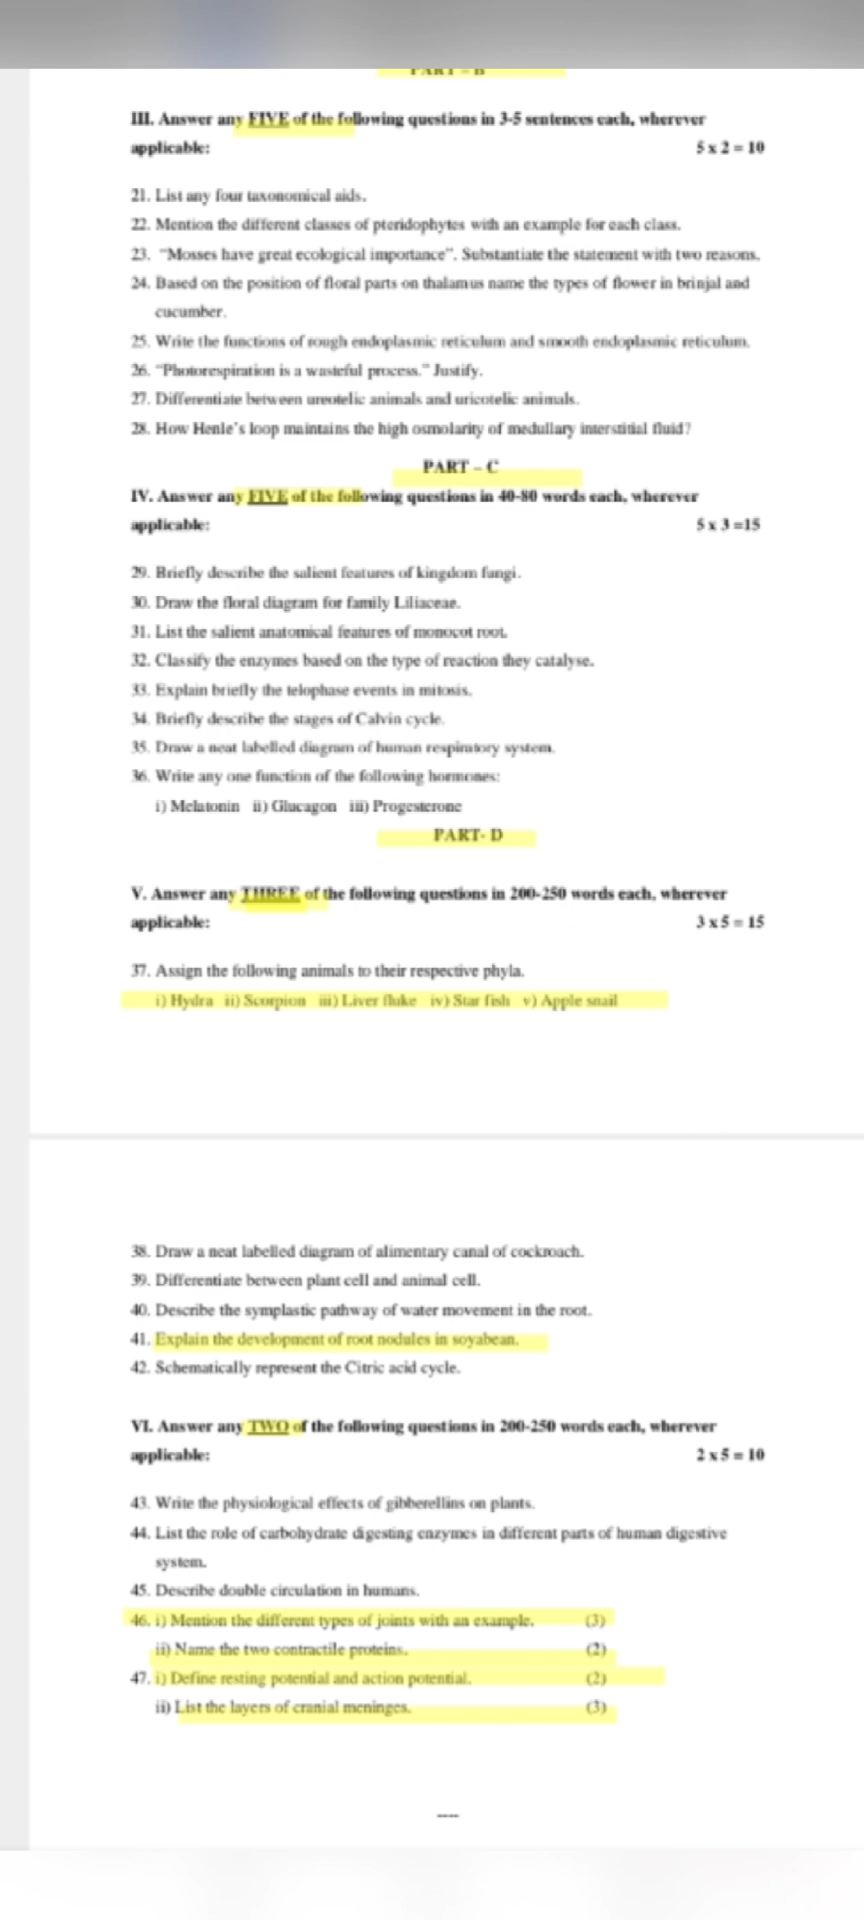 PART – B
III. Answer any FIVE of the following questions in 3-5 sentences each, wherever
applicable: 5 x 2 = 10
21. List any four taxonomical aids.
22. Mention the different classes of pteridophytes with an example for each class.
23. "Mosses have great ecological importance". Substantiate the statement with two reasons.
24. Based on the position of floral parts on thalamus name the types of flower in brinjal and
cucumber.
25. Write the functions of rough endoplasmic reticulum and smooth endoplasmic reticulum.
26. "Photorespiration is a wasteful process." Justify.
27. Differentiate between ureotelic animals and uricotelic animals.
28. How Henle's loop maintains the high osmolarity of medullary interstitial fluid?
PART – C
IV. Answer any FIVE of the following questions in 40-80 words each, wherever
applicable: 5 x 3 =15
29. Briefly describe the salient features of kingdom fungi.
30. Draw the floral diagram for family Liliaceae.
31. List the salient anatomical features of monocot root.
32. Classify the enzymes based on the type of reaction they catalyse.
33. Explain briefly the telophase events in mitosis.
34. Briefly describe the stages of Calvin cycle.
35. Draw a neat labelled diagram of human respiratory system.
36. Write any one function of the following hormones:
i) Melatonin ii) Glucagon iii) Progesterone
PART- D
V. Answer any THREE of the following questions in 200-250 words each, wherever
applicable: 3 x 5 = 15
37. Assign the following animals to their respective phyla.
i) Hydra ii) Scorpion iii) Liver fluke iv) Star fish v) Apple snail
38. Draw a neat labelled diagram of alimentary canal of cockroach.
39. Differentiate between plant cell and animal cell.
40. Describe the symplastic pathway of water movement in the root.
41. Explain the development of root nodules in soyabean.
42. Schematically represent the Citric acid cycle.
VI. Answer any TWO of the following questions in 200-250 words each, wherever
applicable: 2 x 5 = 10
43. Write the physiological effects of gibberellins on plants.
44. List the role of carbohydrate digesting enzymes in different parts of human digestive
system.
45. Describe double circulation in humans.
46. i) Mention the different types of joints with an example. (3)
ii) Name the two contractile proteins. (2)
47. i) Define resting potential and action potential. (2)
ii) List the layers of cranial meninges. (3)